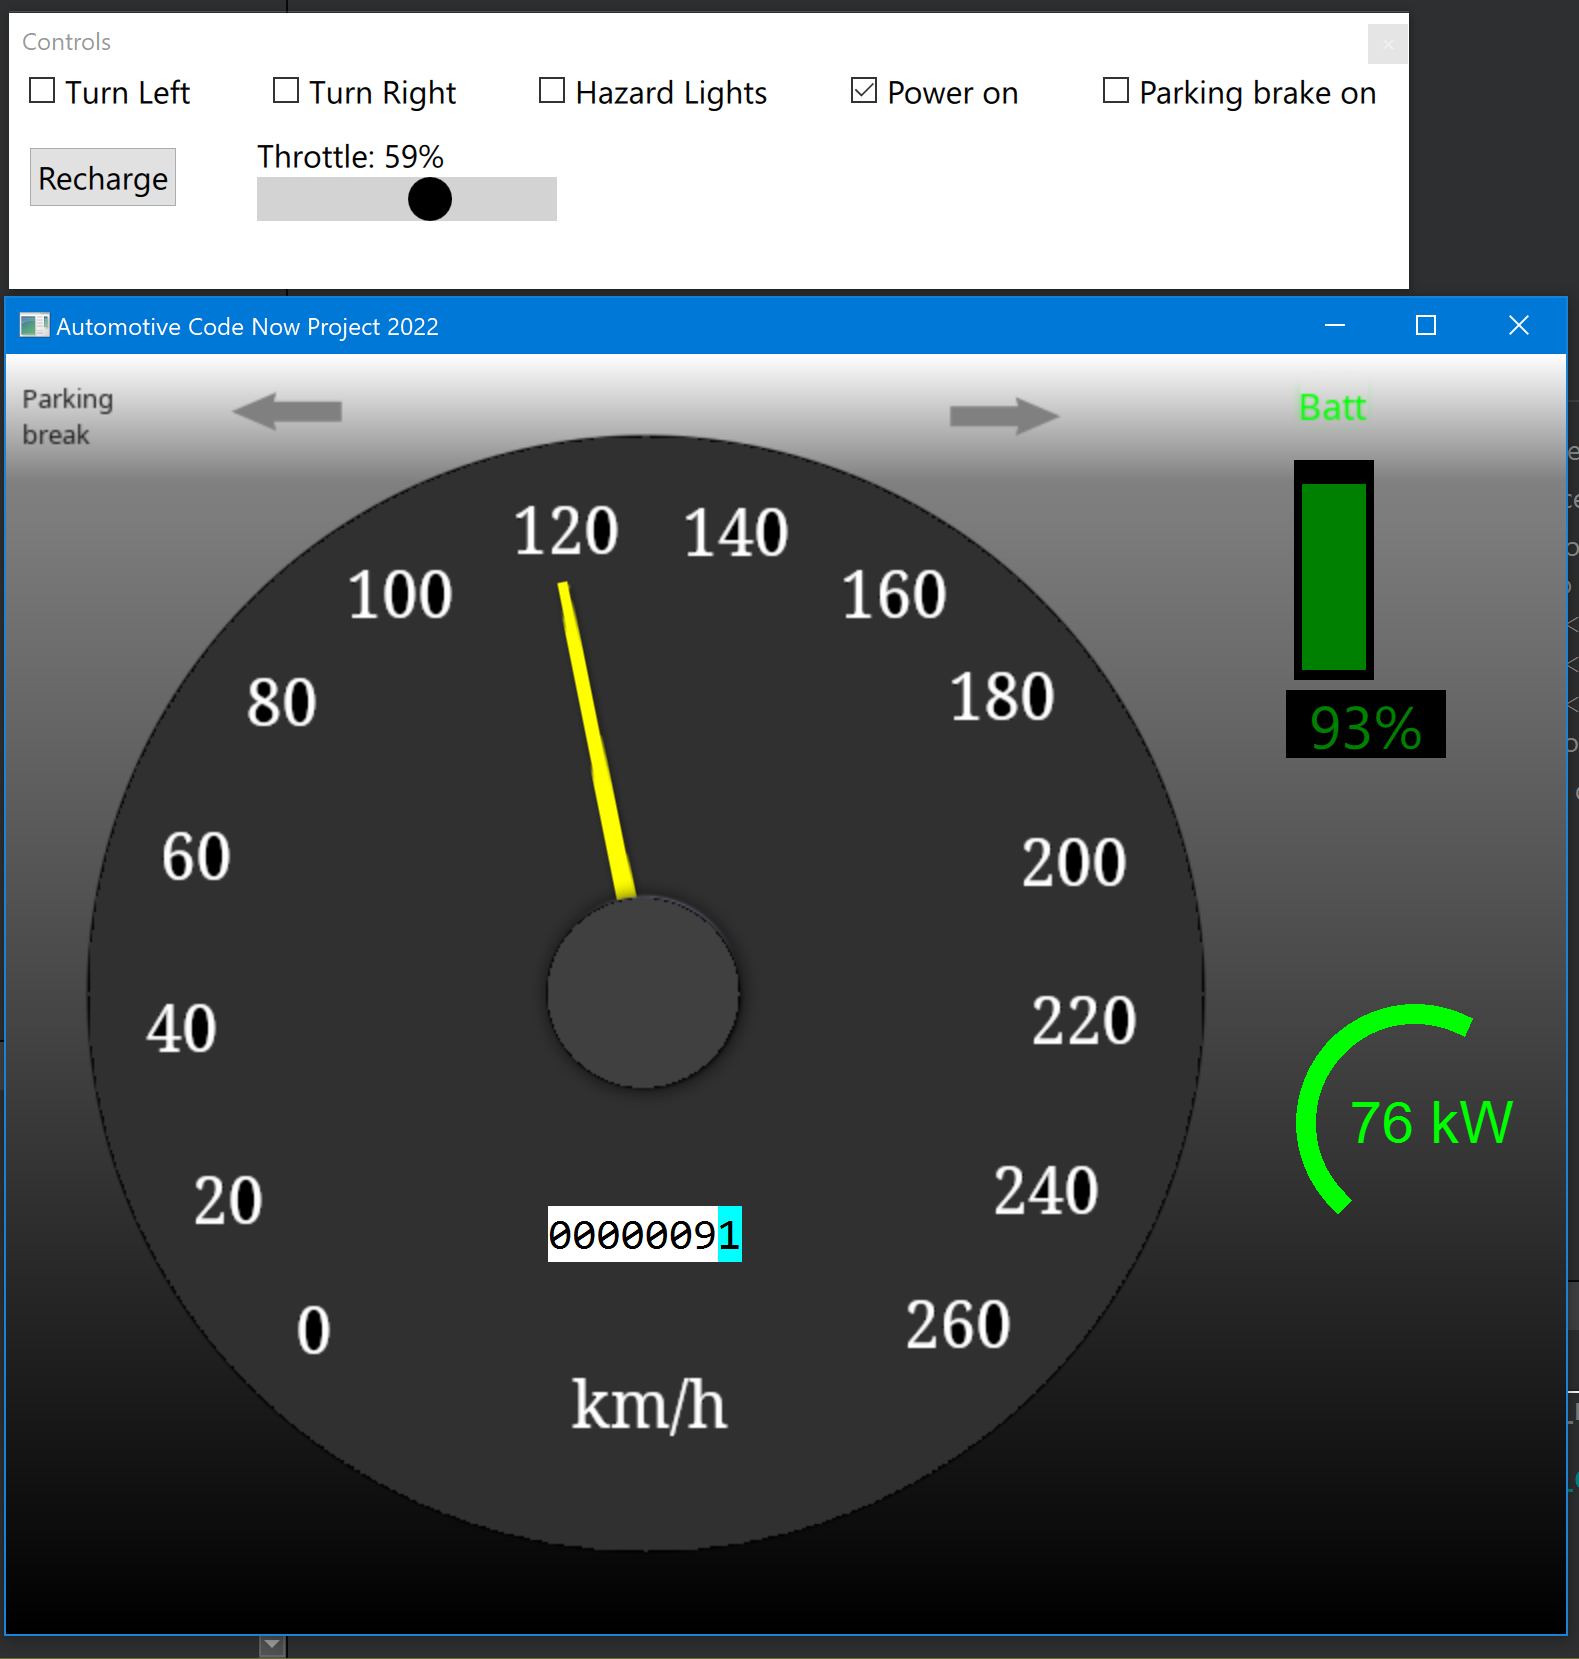 Controls
Turn Left Turn Right Hazard Lights Power on Parking brake on
Recharge
Throttle: 59%
Automotive Code Now Project 2022
Parking
break
Batt
120 140
100 160
80 180
93%
60 200
40 220
76 kW
20 240
000000091
0 260
km/h